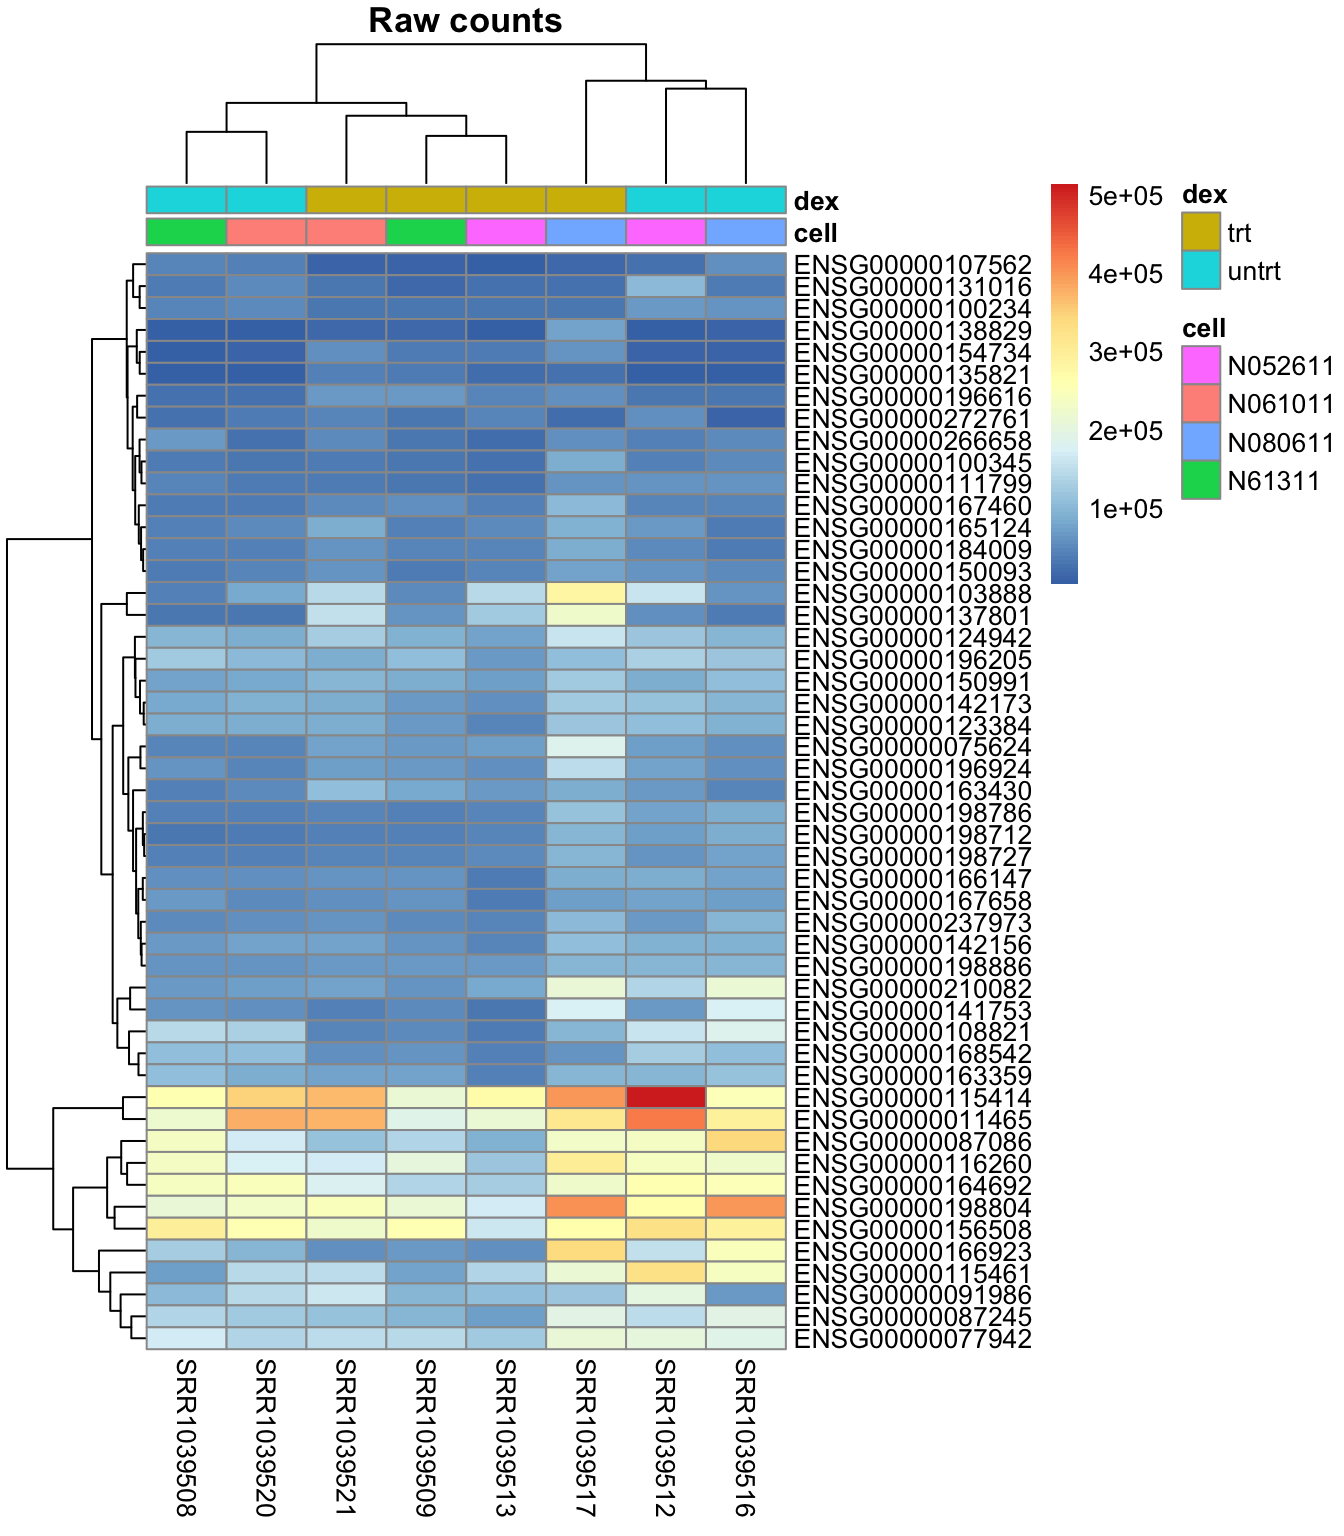 Raw counts
dex
cell
ENSG00000107562
ENSG00000131016
ENSG00000100234
ENSG00000138829
ENSG00000154734
ENSG00000135821
ENSG00000196616
ENSG00000272761
ENSG00000266658
ENSG00000100345
ENSG00000111799
ENSG00000167460
ENSG00000165124
ENSG00000184009
ENSG00000150093
ENSG00000103888
ENSG00000137801
ENSG00000124942
ENSG00000196205
ENSG00000150991
ENSG00000142173
ENSG00000123384
ENSG00000075624
ENSG00000196924
ENSG00000163430
ENSG00000198786
ENSG00000198712
ENSG00000198727
ENSG00000166147
ENSG00000167658
ENSG00000237973
ENSG00000142156
ENSG00000198886
ENSG00000210082
ENSG00000141753
ENSG00000108821
ENSG00000168542
ENSG00000163359
ENSG00000115414
ENSG00000011465
ENSG00000087086
ENSG00000116260
ENSG00000164692
ENSG00000198804
ENSG00000156508
ENSG00000166923
ENSG00000115461
ENSG00000091986
ENSG00000087245
ENSG00000077942
SRR1039508
SRR1039520
SRR1039521
SRR1039509
SRR1039513
SRR1039517
SRR1039512
SRR1039516
5e+05
4e+05
3e+05
2e+05
1e+05
dex
trt
untrt
cell
N052611
N061011
N080611
N61311